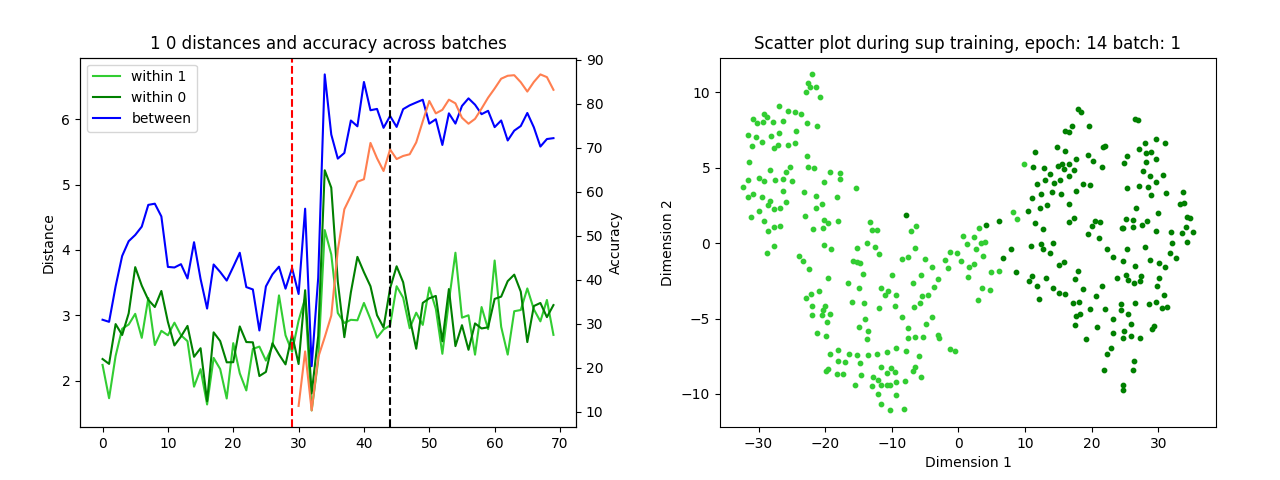 1 0 distances and accuracy across batches
within 1
within 0
between
Distance
6
5
4
3
2
0 10 20 30 40 50 60 70
90
80
70
60
50
40
30
20
10
Accuracy
Scatter plot during sup training, epoch: 14 batch: 1
Dimension 2
10
5
0
−5
−10
−30 −20 −10 0 10 20 30
Dimension 1